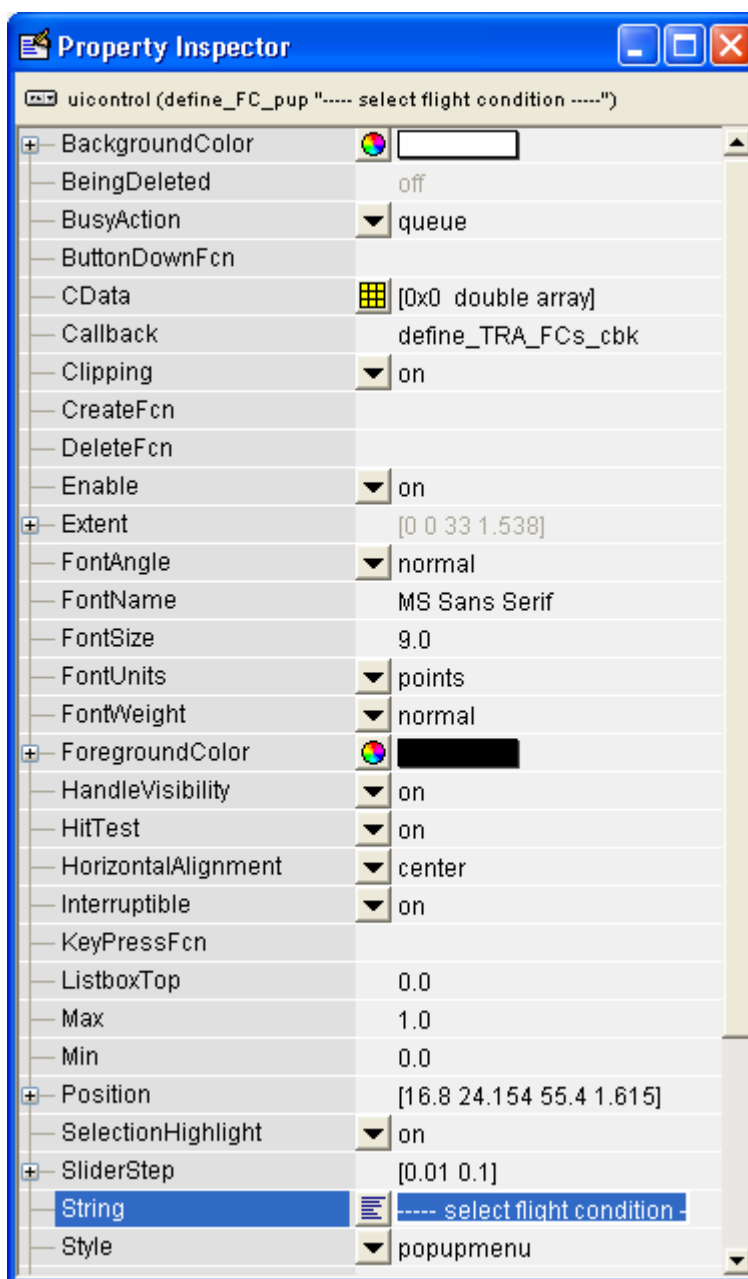 Property Inspector
uicontrol (define_FC_pup "----- select flight condition -----")
BackgroundColor
BeingDeleted off
BusyAction queue
ButtonDownFcn
CData [0x0 double array]
Callback define_TRA_FCs_cbk
Clipping on
CreateFcn
DeleteFcn
Enable on
Extent [0 0 33 1.538]
FontAngle normal
FontName MS Sans Serif
FontSize 9.0
FontUnits points
FontWeight normal
ForegroundColor
HandleVisibility on
HitTest on
HorizontalAlignment center
Interruptible on
KeyPressFcn
ListboxTop 0.0
Max 1.0
Min 0.0
Position [16.8 24.154 55.4 1.615]
SelectionHighlight on
SliderStep [0.01 0.1]
String ----- select flight condition -
Style popupmenu